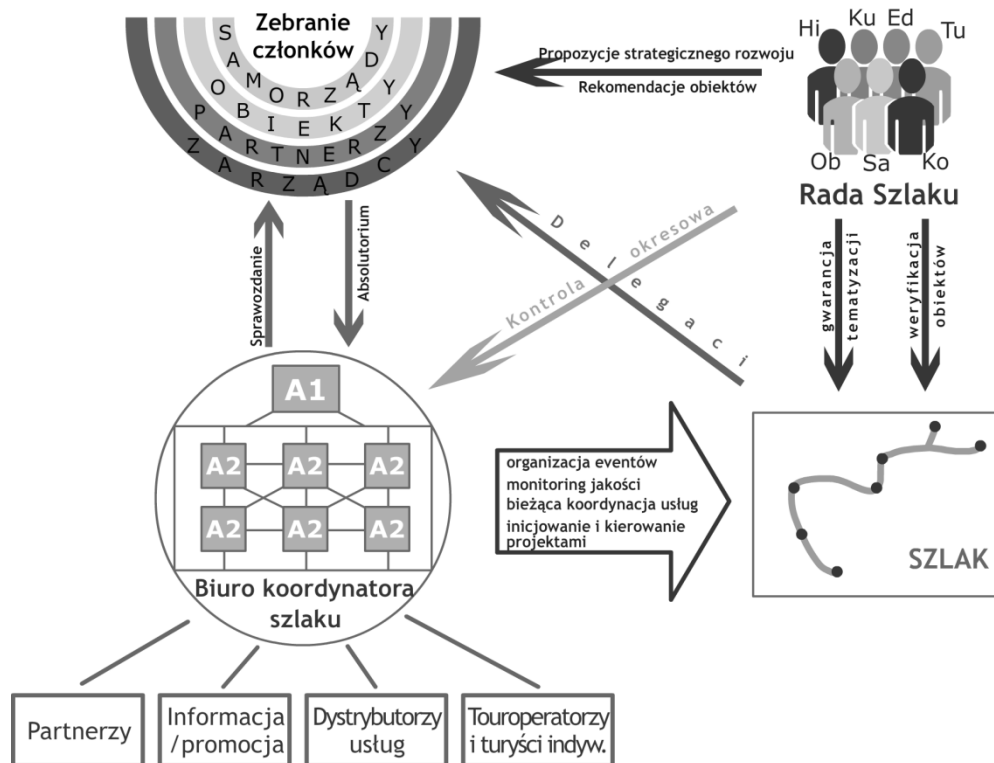 Zebranie
członków
SAMORZĄDY
OBIEKTY
PARTNERZY
ZARZĄDCY
Propozycje strategicznego rozwoju
Rekomendacje obiektów
Hi
Ku
Ed
Tu
Ob
Sa
Ko
Rada Szlaku
Sprawozdanie
Absolutorium
Delegaci
Kontrola okresowa
gwarancja
tematyzacji
weryfikacja
obiektów
A1
A2 A2 A2
A2 A2 A2
Biuro koordynatora
szlaku
organizacja eventów
monitoring jakości
bieżąca koordynacja usług
inicjowanie i kierowanie
projektami
SZLAK
Partnerzy
Informacja
/promocja
Dystrybutorzy
usług
Touroperatorzy
i turyści indyw.